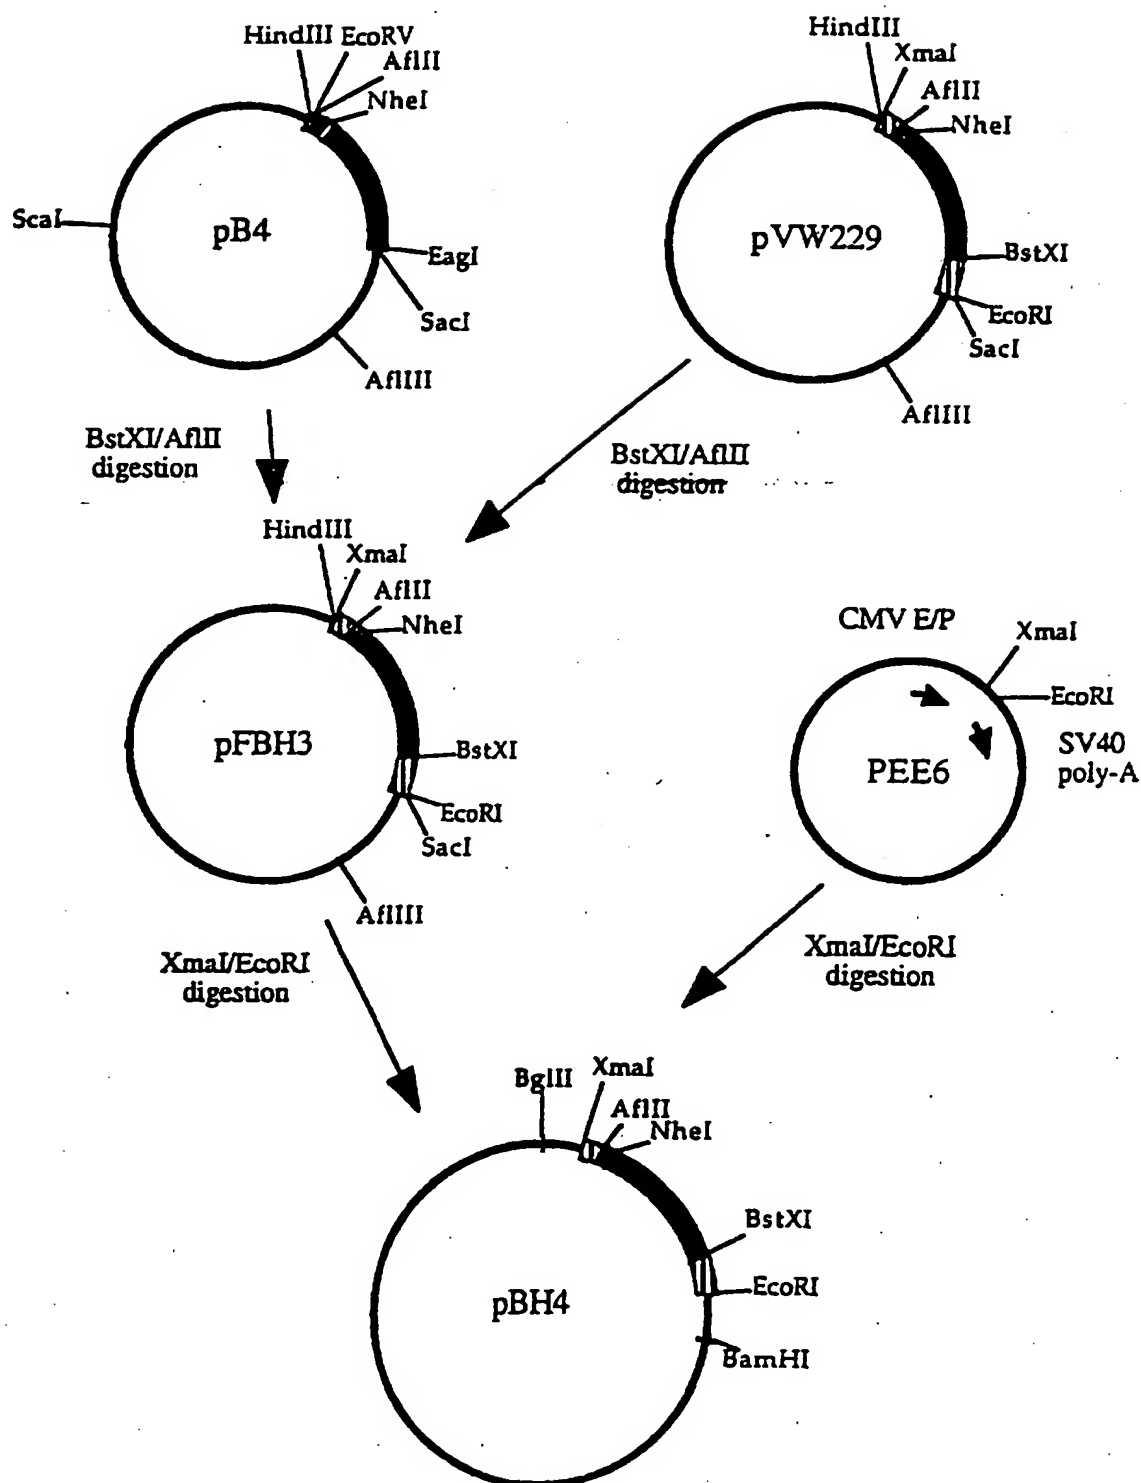 HindIII EcoRV
AflII
NheI
ScaI
pB4
EagI
SacI
AflIII
HindIII
XmaI
AflII
NheI
pVW229
BstXI
EcoRI
SacI
AflIII
BstXI/AflII
digestion
BstXI/AflII
digestion
HindIII
XmaI
AflII
NheI
pFBH3
BstXI
EcoRI
SacI
AflIII
CMV E/P
XmaI
EcoRI
PEE6
SV40
poly-A
XmaI/EcoRI
digestion
XmaI/EcoRI
digestion
BglII
XmaI
AflII
NheI
BstXI
pBH4
EcoRI
BamHI